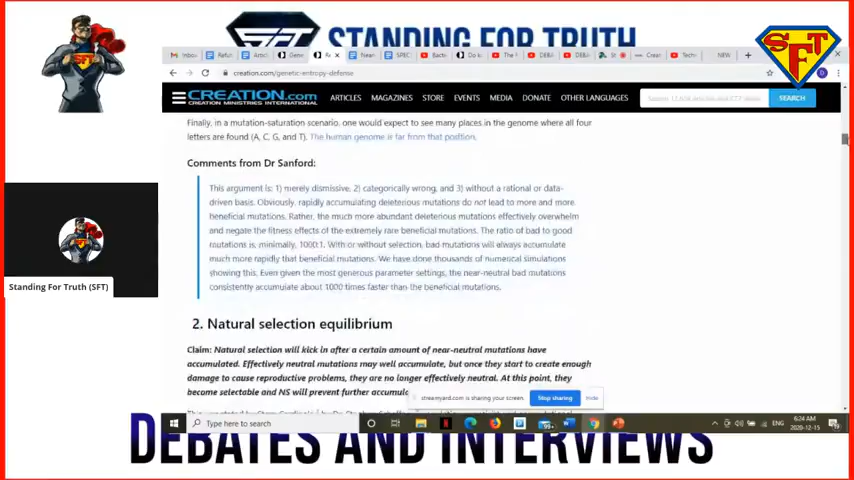 SFT
STANDING FOR TRUTH
SFT
SFT
Inbox
NEW
creation.com/genetic-entropy-defense
CREATION.com
CREATION MINISTRIES INTERNATIONAL
ARTICLES MAGAZINES STORE EVENTS MEDIA DONATE OTHER LANGUAGES
SEARCH
Finally, in a mutation-saturation scenario, one would expect to see many places in the genome where all four
letters are found (A, C, G, and T). The human genome is far from that position.
Comments from Dr Sanford:
This argument is: 1) merely dismissive, 2) categorically wrong, and 3) without a rational or data-
driven basis. Obviously, rapidly accumulating deleterious mutations do not lead to more and more
beneficial mutations. Rather, the much more abundant deleterious mutations effectively overwhelm
and negate the fitness effects of the extremely rare beneficial mutations. The ratio of bad to good
mutations is, minimally, 1000:1. With or without selection, bad mutations will always accumulate
much more rapidly that beneficial mutations. We have done thousands of numerical simulations
showing this. Even given the most generous parameter settings, the near-neutral bad mutations
consistently accumulate about 1000 times faster than the beneficial mutations.
2. Natural selection equilibrium
Claim: Natural selection will kick in after a certain amount of near-neutral mutations have
accumulated. Effectively neutral mutations may well accumulate, but once they start to create enough
damage to cause reproductive problems, they are no longer effectively neutral. At this point, they
become selectable and NS will prevent further
streamyard.com is sharing your screen.
Stop sharing
Hide
Standing For Truth (SFT)
Type here to search
99+
ENG
6:24 AM
2020-12-15
DEBATES AND INTERVIEWS